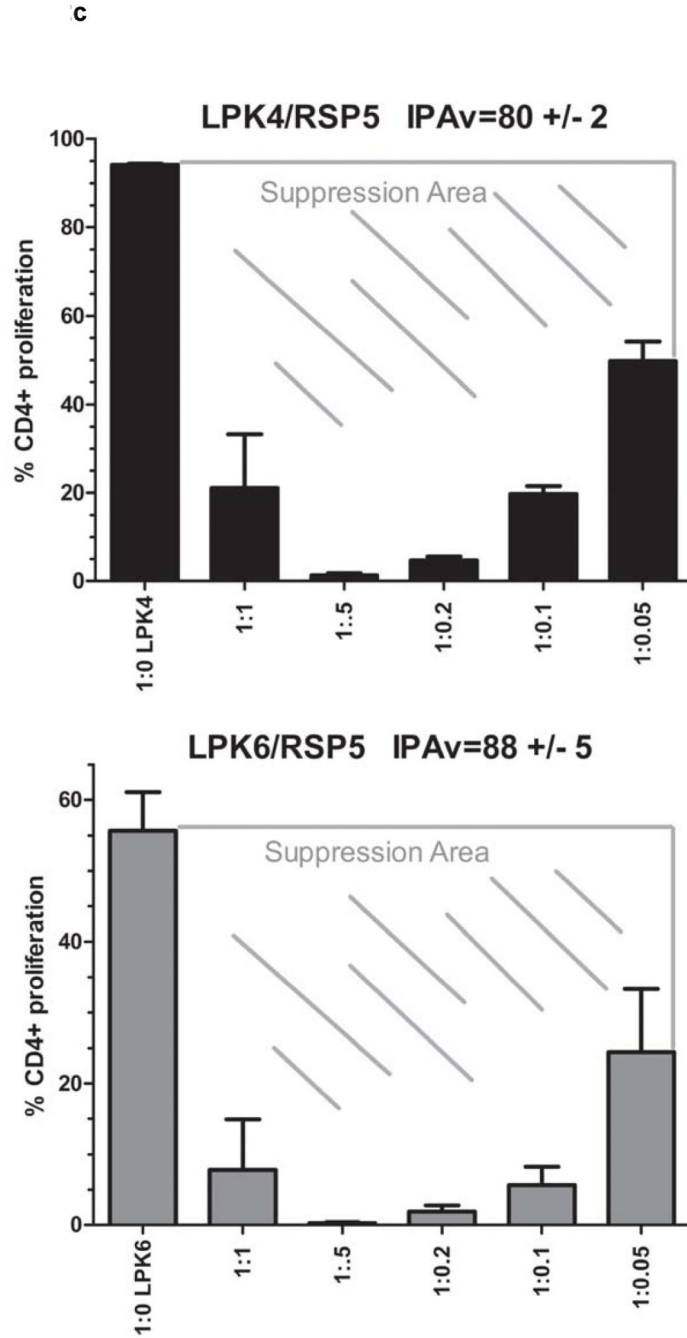 c
LPK4/RSP5 IPAv=80 +/- 2
100
80
60
40
20
0
% CD4+ proliferation
Suppression Area
1:0 LPK4
1:1
1:.5
1:0.2
1:0.1
1:0.05
LPK6/RSP5 IPAv=88 +/- 5
60
40
20
0
% CD4+ proliferation
Suppression Area
1:0 LPK6
1:1
1:.5
1:0.2
1:0.1
1:0.05